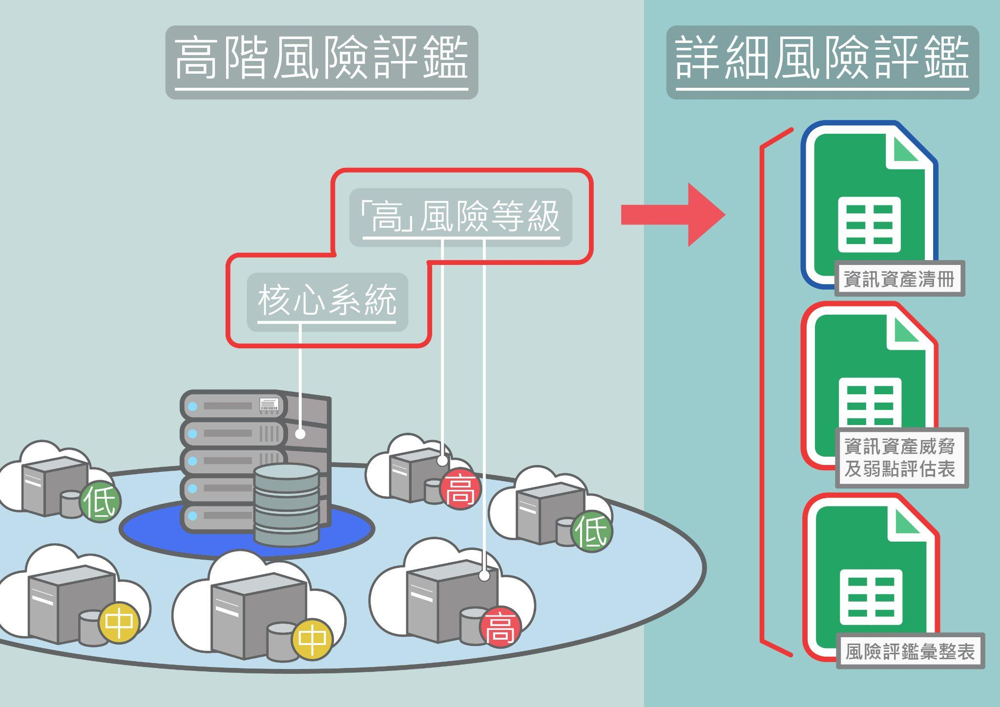 高階風險評鑑
詳細風險評鑑
「高」風險等級
核心系統
低
高
低
中
中
高
資訊資產清冊
資訊資產威脅
及弱點評估表
風險評鑑彙整表